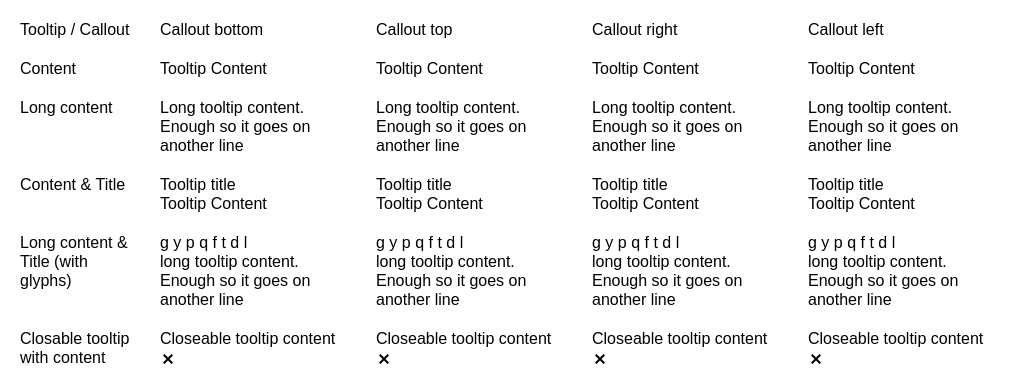 Tooltip / Callout Callout bottom Callout top Callout right Callout left
Content Tooltip Content Tooltip Content Tooltip Content Tooltip Content
Long content Long tooltip content. Long tooltip content. Long tooltip content. Long tooltip content.
Enough so it goes on Enough so it goes on Enough so it goes on Enough so it goes on
another line another line another line another line
Content & Title Tooltip title Tooltip title Tooltip title Tooltip title
Tooltip Content Tooltip Content Tooltip Content Tooltip Content
Long content & g y p q f t d l g y p q f t d l g y p q f t d l g y p q f t d l
Title (with long tooltip content. long tooltip content. long tooltip content. long tooltip content.
glyphs) Enough so it goes on Enough so it goes on Enough so it goes on Enough so it goes on
another line another line another line another line
Closable tooltip Closeable tooltip content Closeable tooltip content Closeable tooltip content Closeable tooltip content
with content ✕ ✕ ✕ ✕